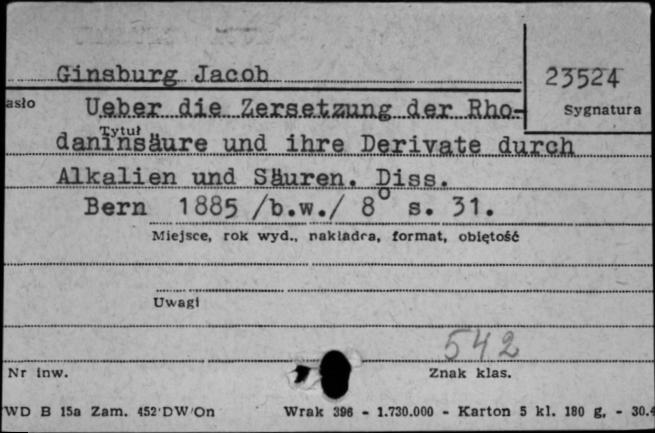 Ginsburg Jacob
23524
asło
Sygnatura
Ueber die Zersetzung der Rho-
Tytuł
daninsäure und ihre Derivate durch
Alkalien und Säuren. Diss.
Bern 1885 /b.w./ 8° s. 31.
Miejsce, rok wyd., nakładca, format, objętość
Uwagi
542
Nr inw.
Znak klas.
WD B 15a Zam. 452 DW/On Wrak 396 - 1.730.000 - Karton 5 kl. 180 g, - 30.4